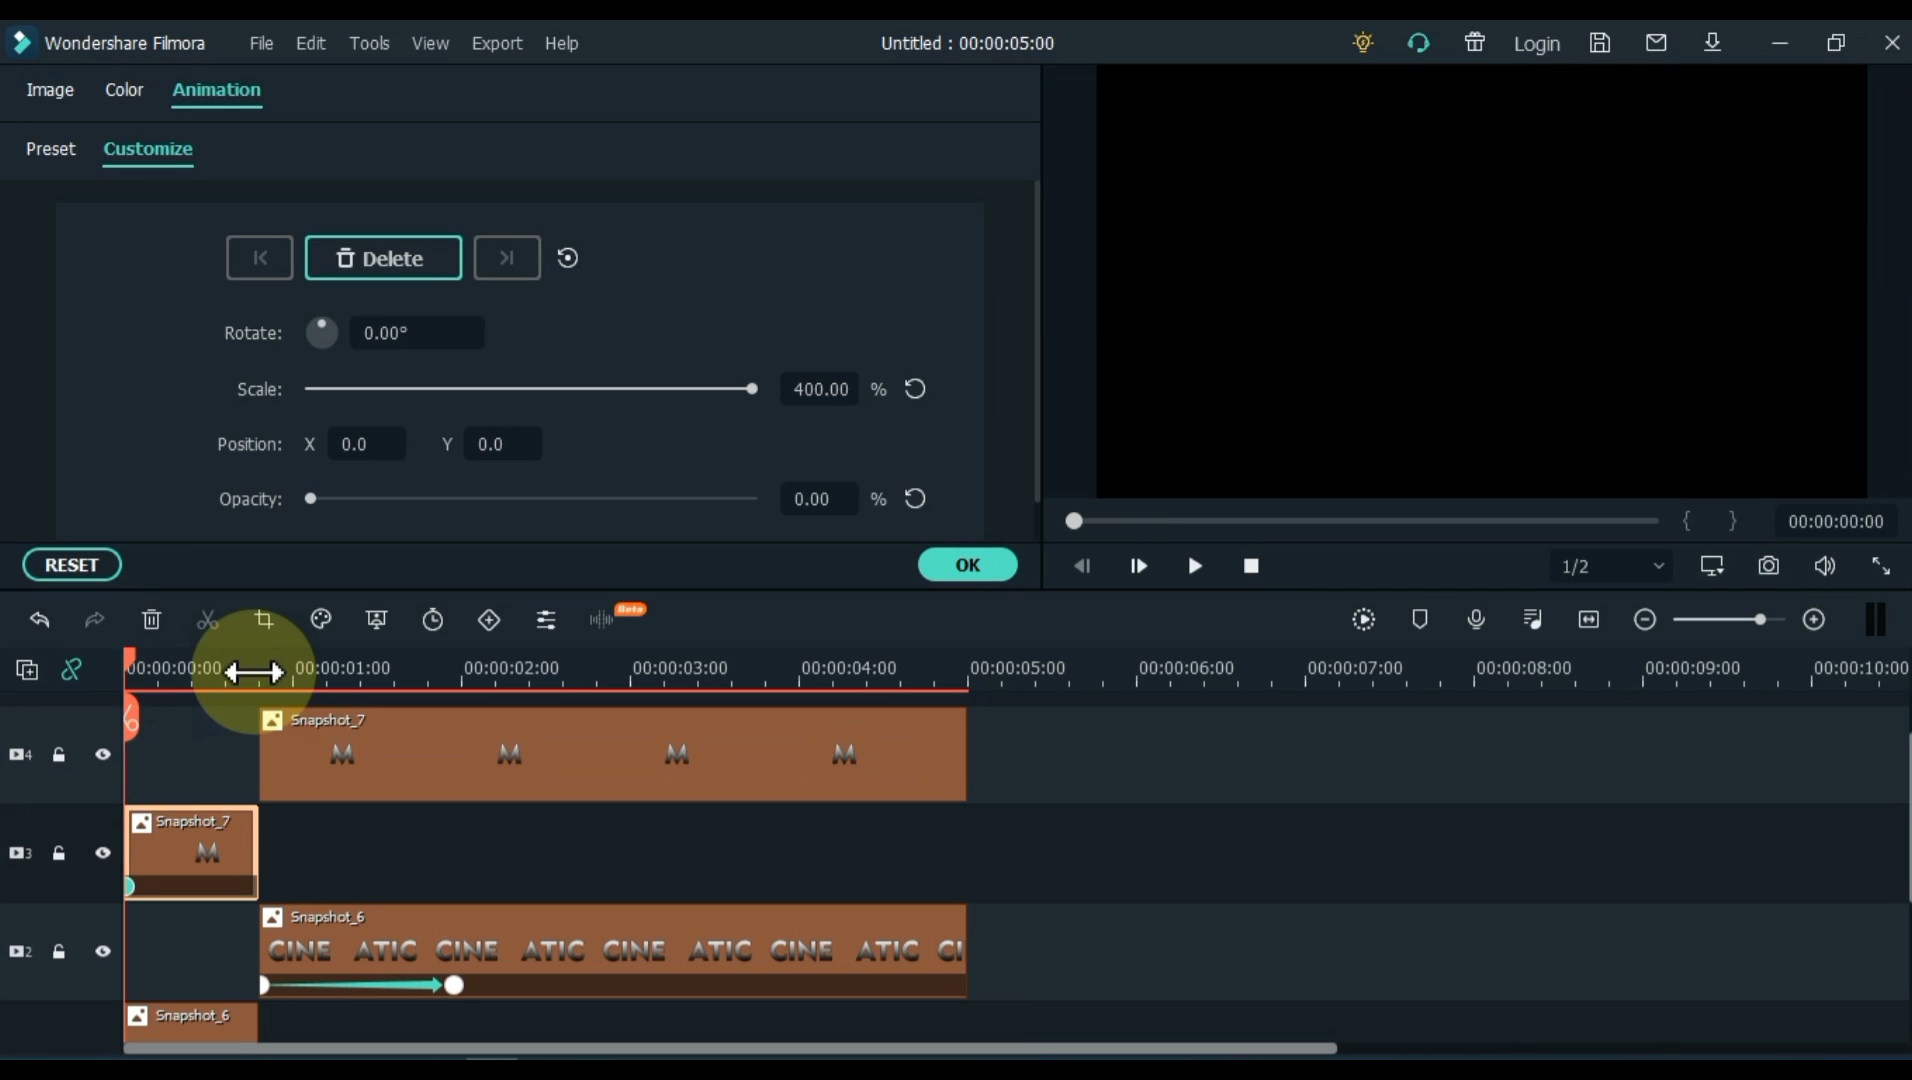 Wondershare Filmora File Edit Tools View Export Help Untitled : 00:00:05:00 Login
Image Color Animation
Preset Customize
Delete
Rotate: 0.00°
Scale: 400.00 %
Position: X 0.0 Y 0.0
Opacity: 0.00 %
{ } 00:00:00:00
RESET OK
1/2
Beta
00:00:00:00 00:00:01:00 00:00:02:00 00:00:03:00 00:00:04:00 00:00:05:00 00:00:06:00 00:00:07:00 00:00:08:00 00:00:09:00 00:00:10:00
Snapshot_7
4 M M M M
Snapshot_7
3 M
Snapshot_6
2 CINE ATIC CINE ATIC CINE ATIC CINE ATIC CI
Snapshot_6